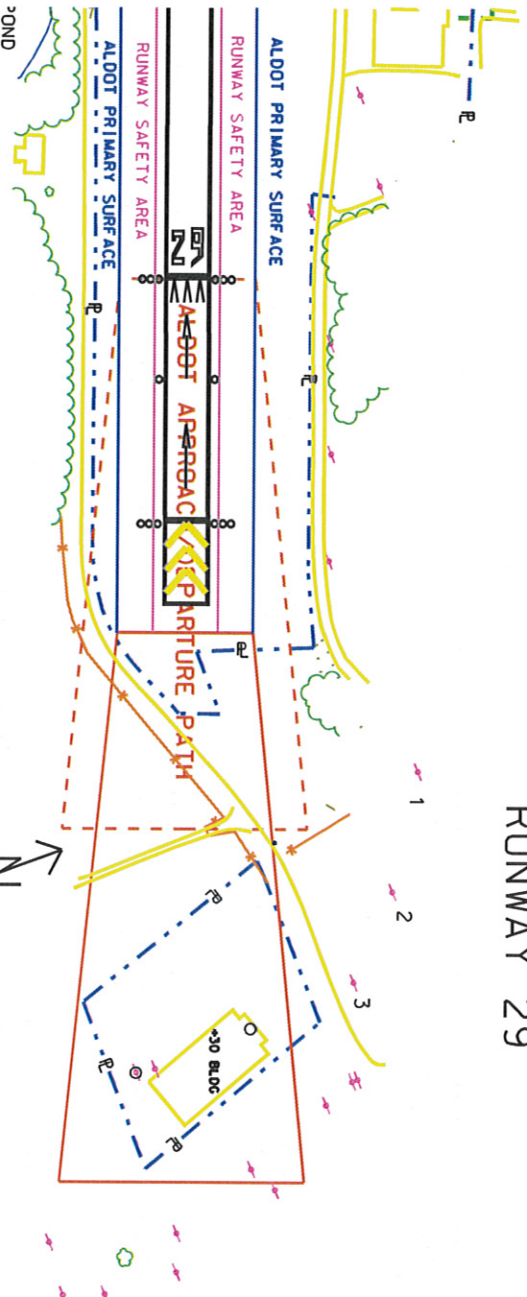 RUNWAY 29
ALDOT PRIMARY SURFACE
RUNWAY SAFETY AREA
29
RUNWAY SAFETY AREA
ALDOT PRIMARY SURFACE
ALDOT APPROACH/DEPARTURE PATH
POND
PL
PL
PL
PL
PL
PL
PL
PL
1
2
3
+30 BLDG
N